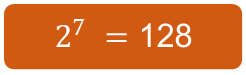 2⁷ = 128